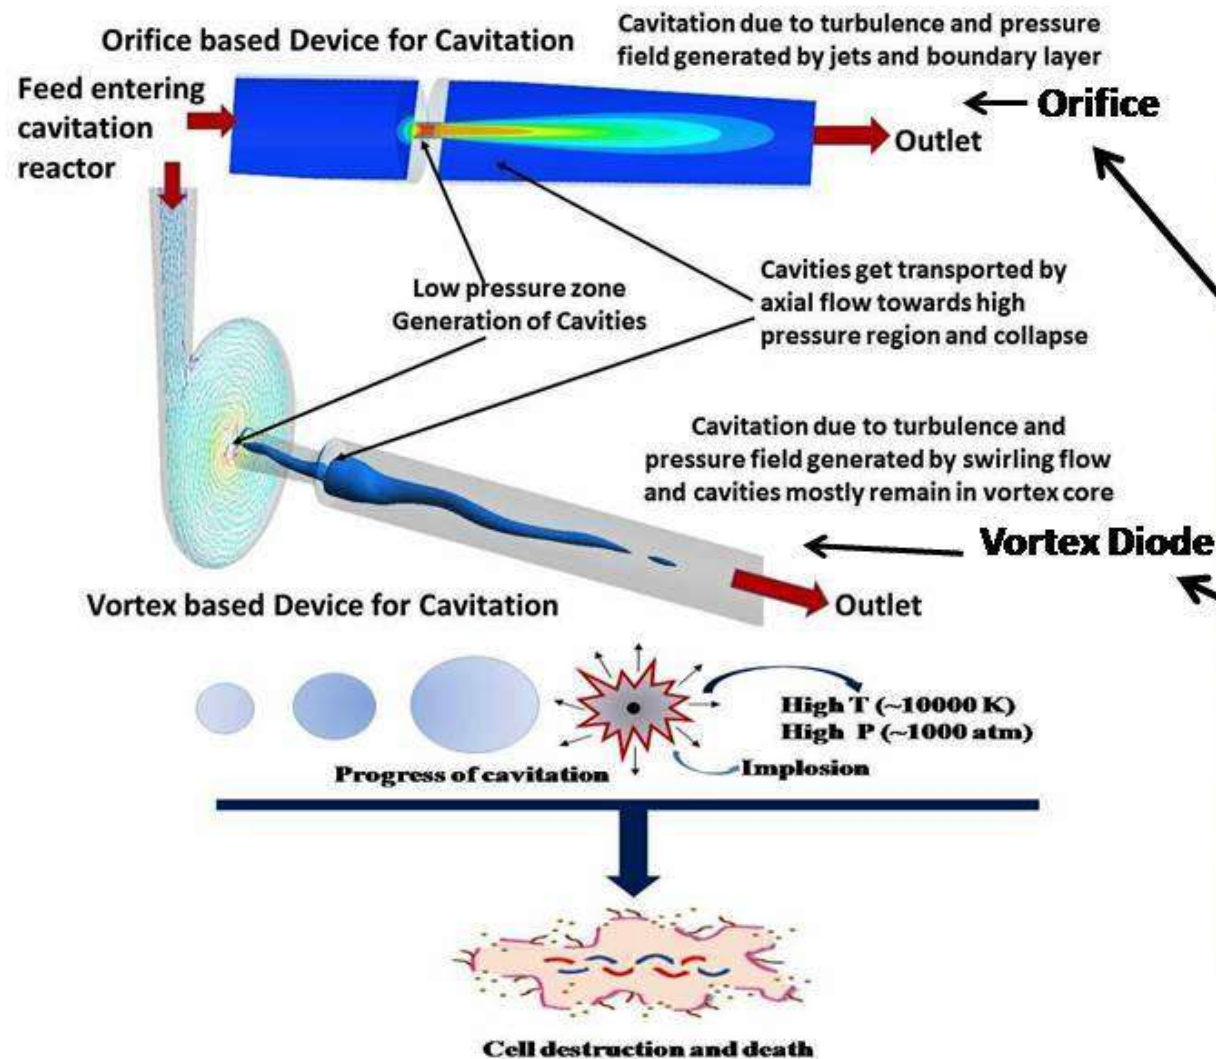 Orifice based Device for Cavitation
Cavitation due to turbulence and pressure
field generated by jets and boundary layer
Feed entering
cavitation
reactor
Orifice
Outlet
Low pressure zone
Generation of Cavities
Cavities get transported by
axial flow towards high
pressure region and collapse
Cavitation due to turbulence and
pressure field generated by swirling flow
and cavities mostly remain in vortex core
Vortex Diode
Vortex based Device for Cavitation
Outlet
High T (~10000 K)
High P (~1000 atm)
Implosion
Progress of cavitation
Cell destruction and death